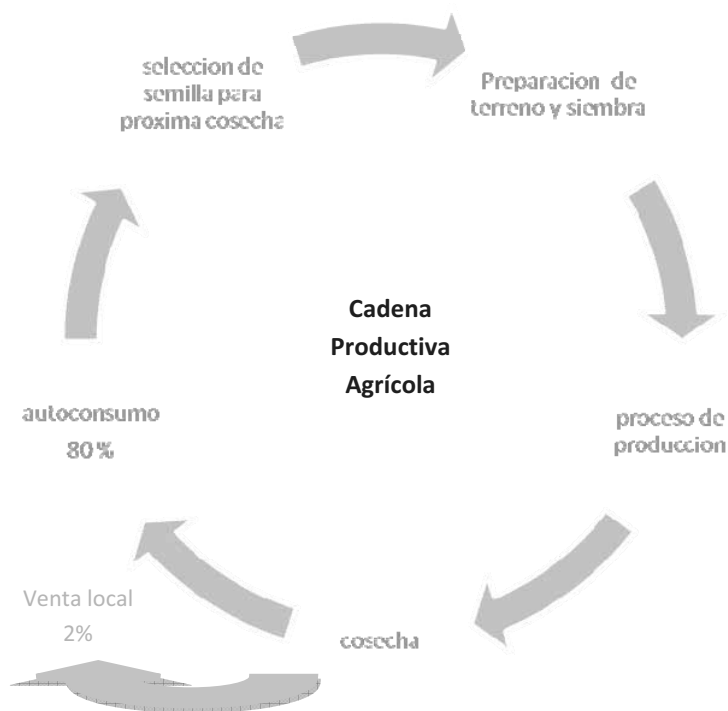 seleccion de
semilla para
proxima cosecha
Preparacion de
terreno y siembra
Cadena
Productiva
Agrícola
autoconsumo
80%
proceso de
produccion
Venta local
2%
cosecha